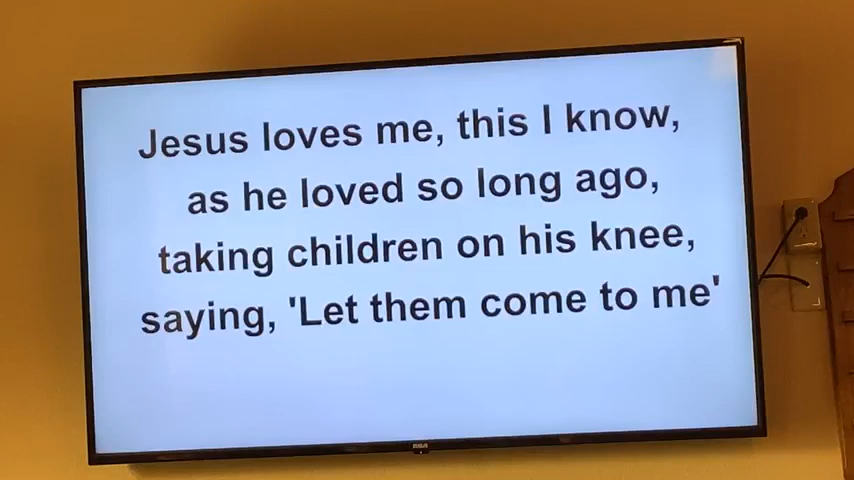 Jesus loves me, this I know,
as he loved so long ago,
taking children on his knee,
saying, 'Let them come to me'
RCA